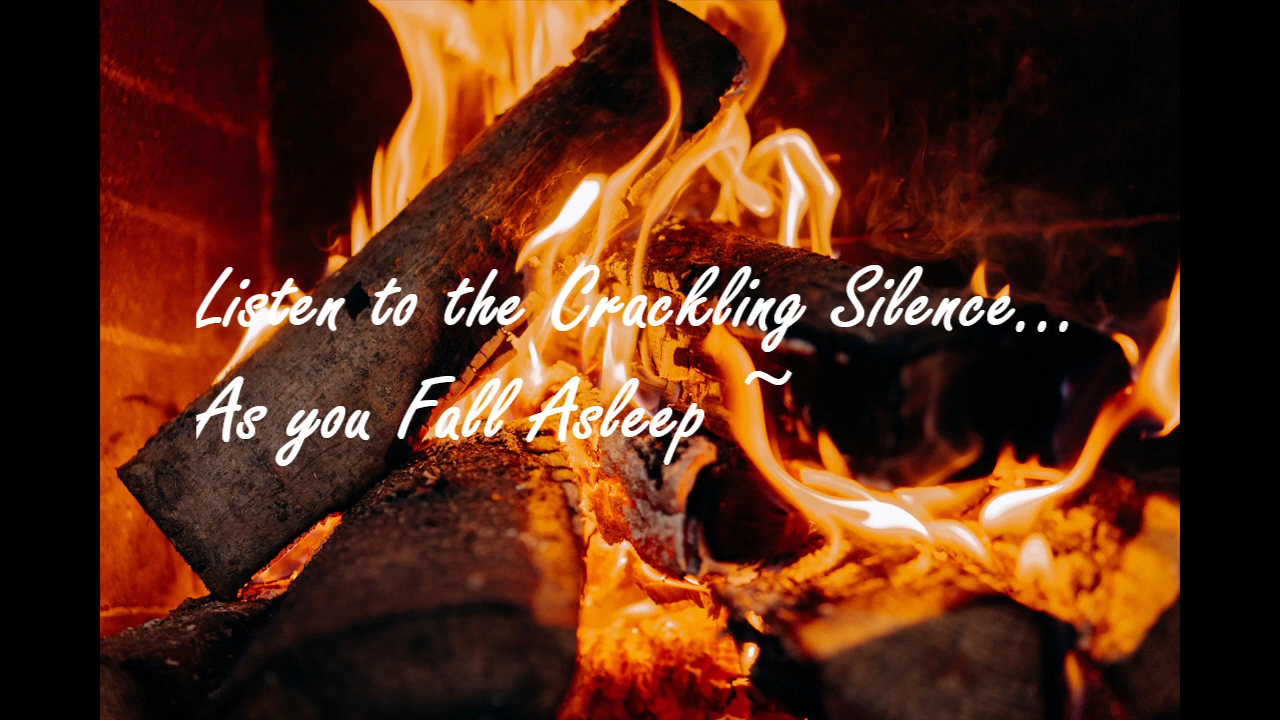 Listen to the Crackling Silence...
As you Fall Asleep ~